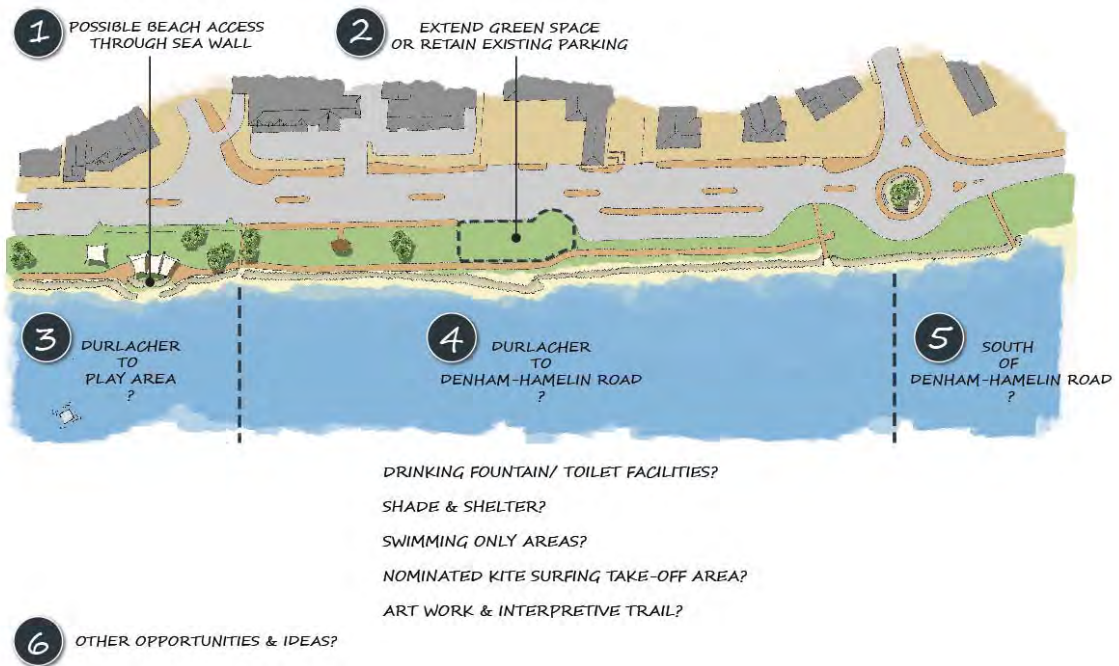 1
POSSIBLE BEACH ACCESS
THROUGH SEA WALL
2
EXTEND GREEN SPACE
OR RETAIN EXISTING PARKING
3
DURLACHER
TO
PLAY AREA
?
4
DURLACHER
TO
DENHAM-HAMELIN ROAD
?
5
SOUTH
OF
DENHAM-HAMELIN ROAD
?
DRINKING FOUNTAIN/ TOILET FACILITIES?
SHADE & SHELTER?
SWIMMING ONLY AREAS?
NOMINATED KITE SURFING TAKE-OFF AREA?
ART WORK & INTERPRETIVE TRAIL?
6
OTHER OPPORTUNITIES & IDEAS?